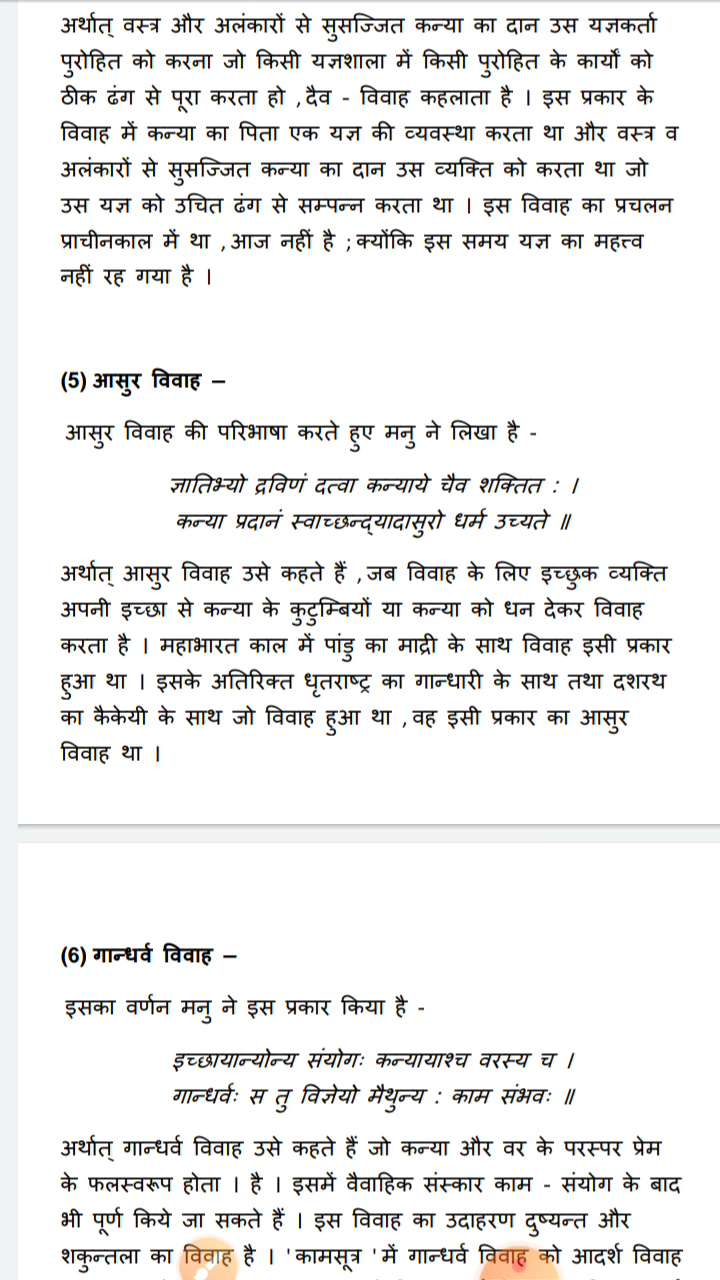 अर्थात् वस्त्र और अलंकारों से सुसज्जित कन्या का दान उस यज्ञकर्ता
पुरोहित को करना जो किसी यज्ञशाला में किसी पुरोहित के कार्यों को
ठीक ढंग से पूरा करता हो ,दैव - विवाह कहलाता है । इस प्रकार के
विवाह में कन्या का पिता एक यज्ञ की व्यवस्था करता था और वस्त्र व
अलंकारों से सुसज्जित कन्या का दान उस व्यक्ति को करता था जो
उस यज्ञ को उचित ढंग से सम्पन्न करता था । इस विवाह का प्रचलन
प्राचीनकाल में था ,आज नहीं है ;क्योंकि इस समय यज्ञ का महत्त्व
नहीं रह गया है ।
(5) आसुर विवाह –
आसुर विवाह की परिभाषा करते हुए मनु ने लिखा है -
ज्ञातिभ्यो द्रविणं दत्वा कन्याये चैव शक्तित : ।
कन्या प्रदानं स्वाच्छन्द्यादासुरो धर्म उच्यते ॥
अर्थात् आसुर विवाह उसे कहते हैं ,जब विवाह के लिए इच्छुक व्यक्ति
अपनी इच्छा से कन्या के कुटुम्बियों या कन्या को धन देकर विवाह
करता है । महाभारत काल में पांडु का माद्री के साथ विवाह इसी प्रकार
हुआ था । इसके अतिरिक्त धृतराष्ट्र का गान्धारी के साथ तथा दशरथ
का कैकेयी के साथ जो विवाह हुआ था ,वह इसी प्रकार का आसुर
विवाह था ।
(6) गान्धर्व विवाह –
इसका वर्णन मनु ने इस प्रकार किया है -
इच्छायान्योन्य संयोगः कन्यायाश्च वरस्य च ।
गान्धर्वः स तु विज्ञेयो मैथुन्य : काम संभवः ॥
अर्थात् गान्धर्व विवाह उसे कहते हैं जो कन्या और वर के परस्पर प्रेम
के फलस्वरूप होता । है । इसमें वैवाहिक संस्कार काम - संयोग के बाद
भी पूर्ण किये जा सकते हैं । इस विवाह का उदाहरण दुष्यन्त और
शकुन्तला का विवाह है । 'कामसूत्र 'में गान्धर्व विवाह को आदर्श विवाह